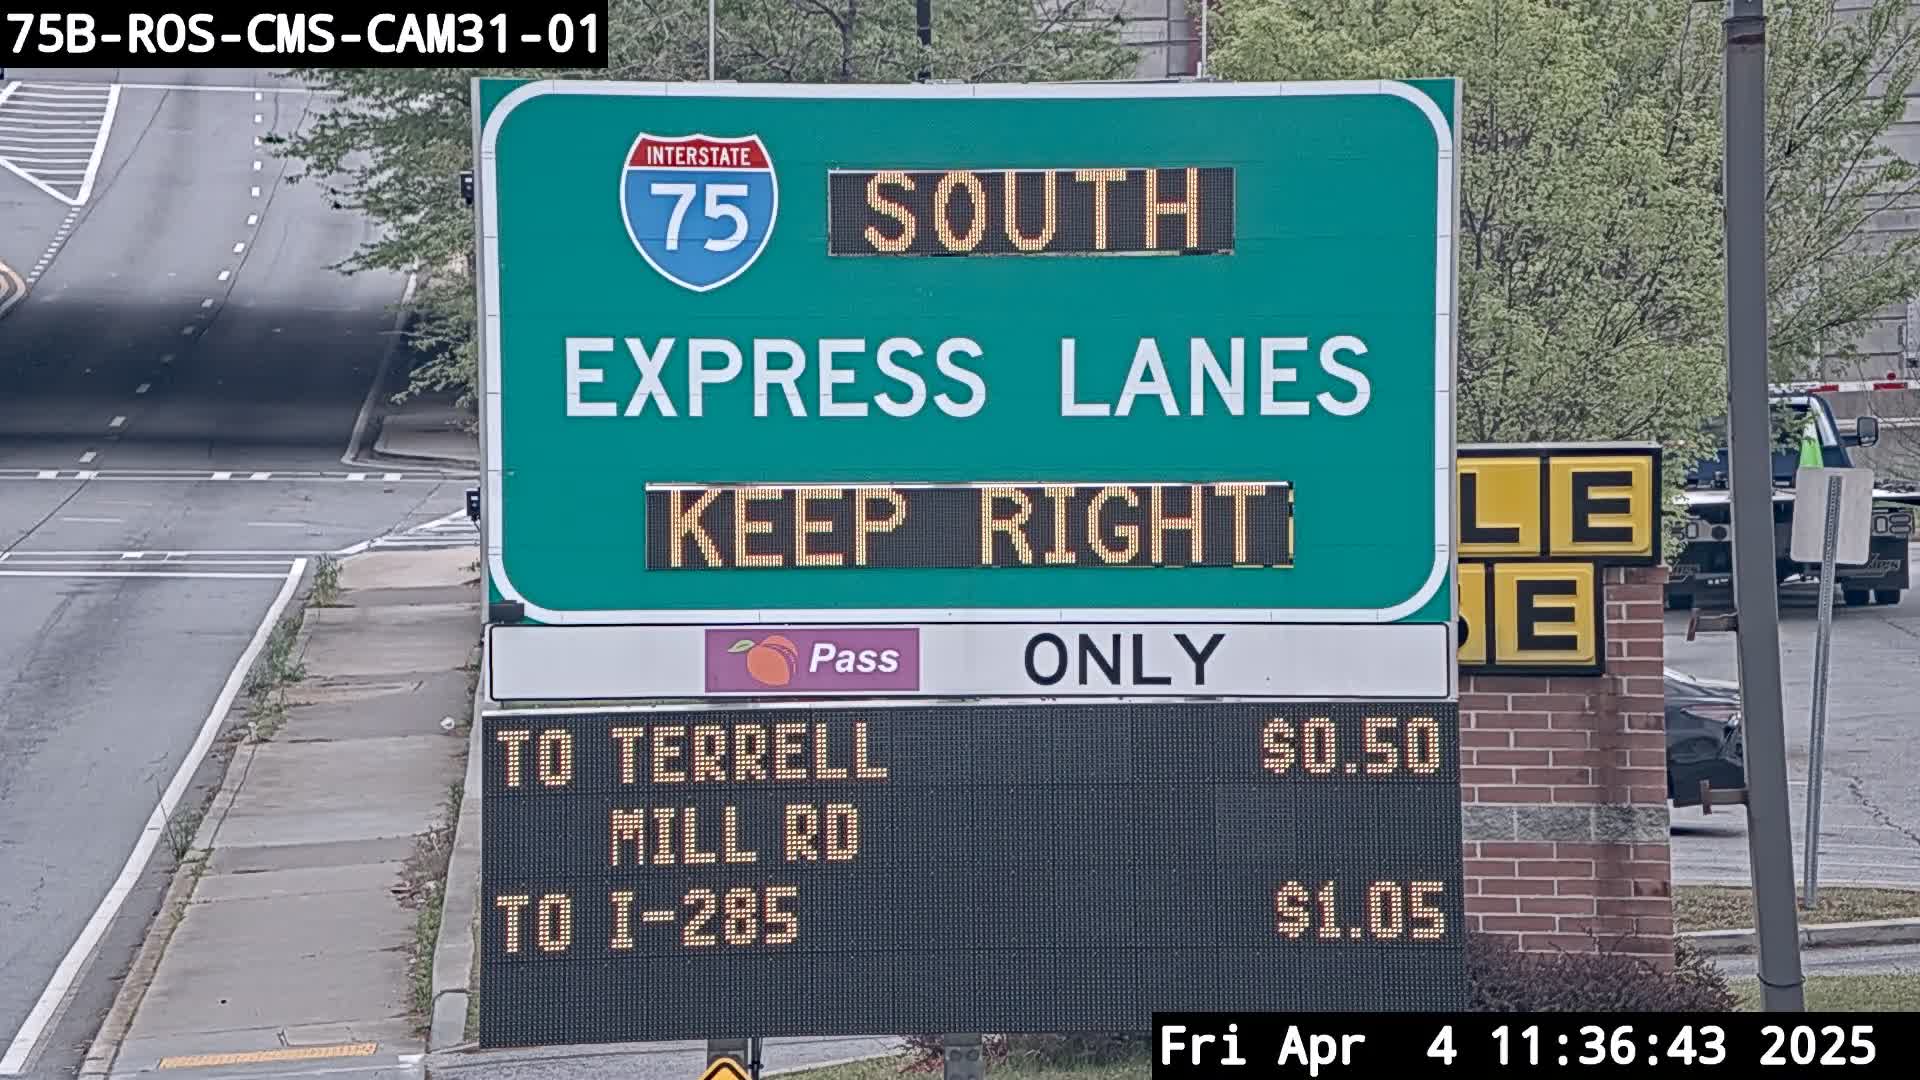 75B-ROS-CMS-CAM31-01
INTERSTATE
75
SOUTH
EXPRESS LANES
KEEP RIGHT
LE
E
Pass ONLY
TO TERRELL $0.50
MILL RD
TO I-285 $1.05
Fri Apr 4 11:36:43 2025